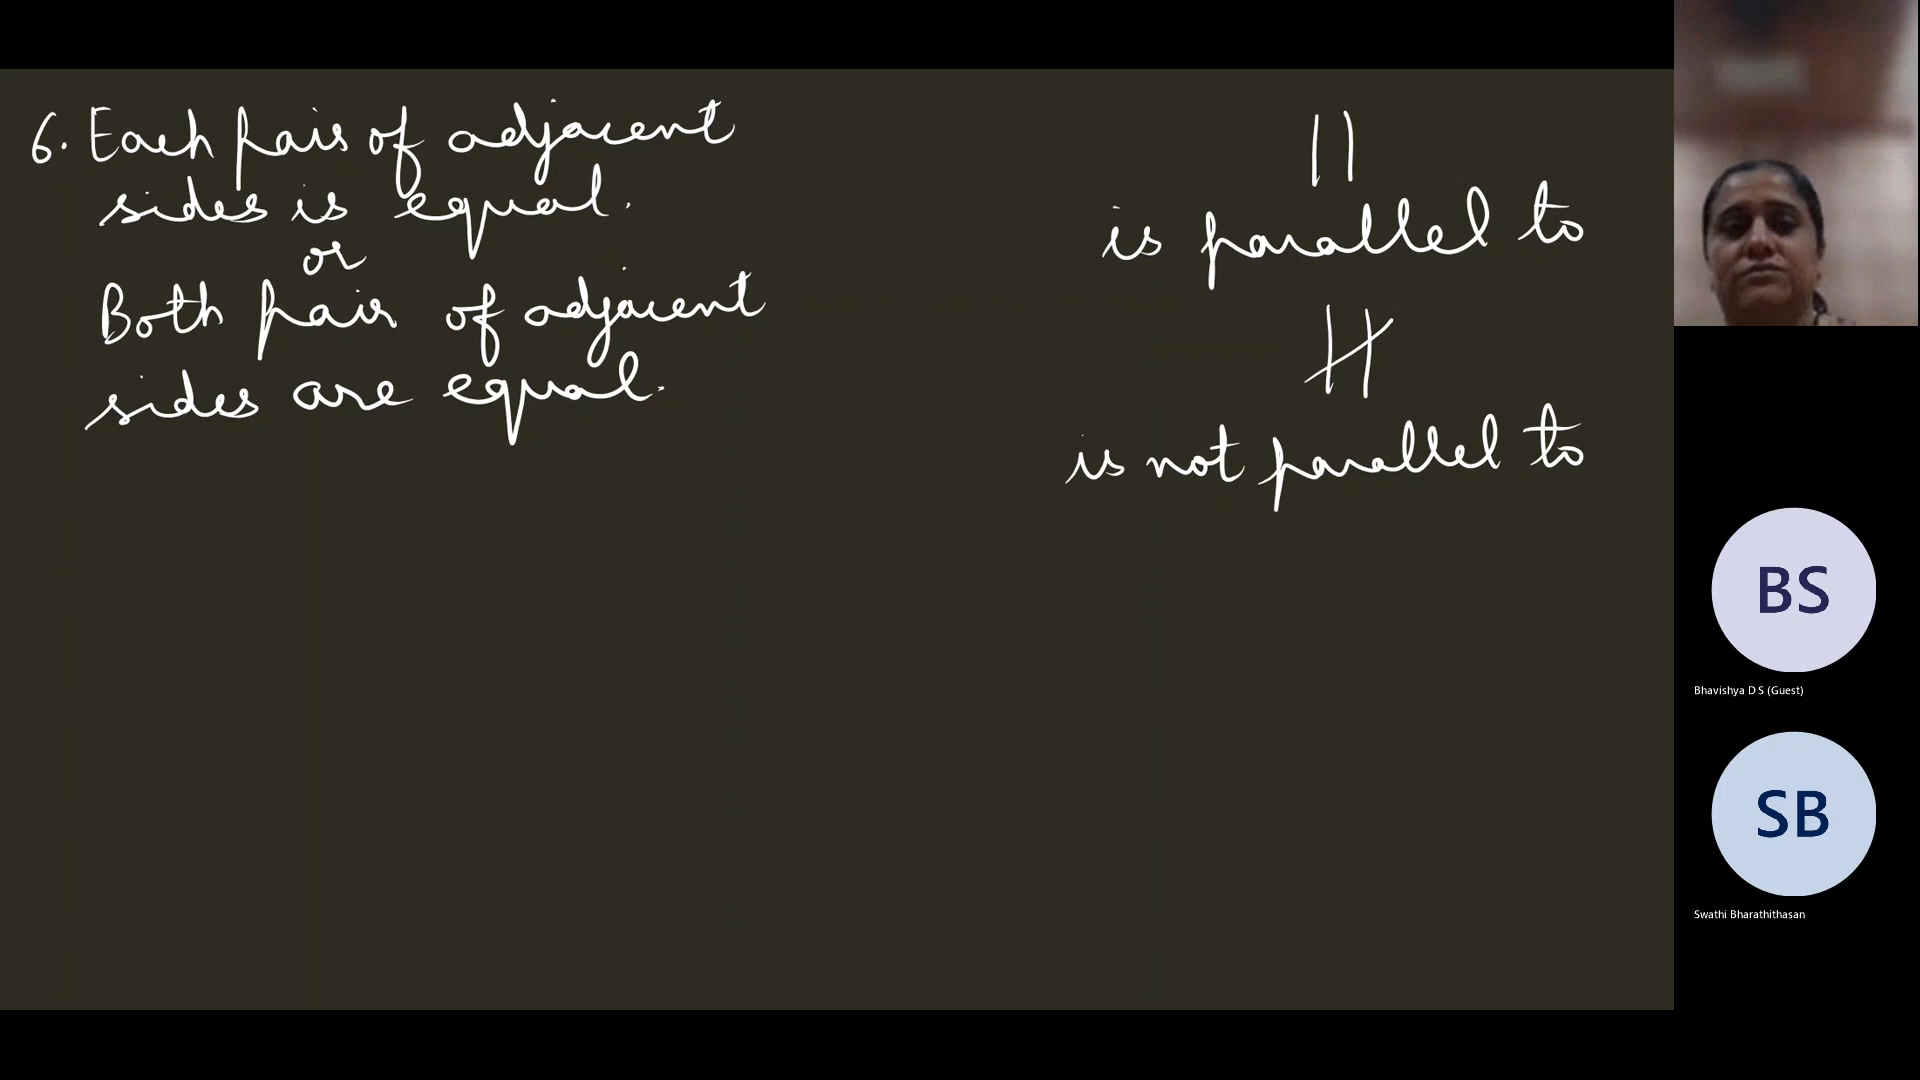 6. Each pair of adjacent
sides is equal.
or
Both pair of adjacent
sides are equal.
||
is parallel to
∦
is not parallel to
BS
Bhavishya D S (Guest)
SB
Swathi Bharathithasan